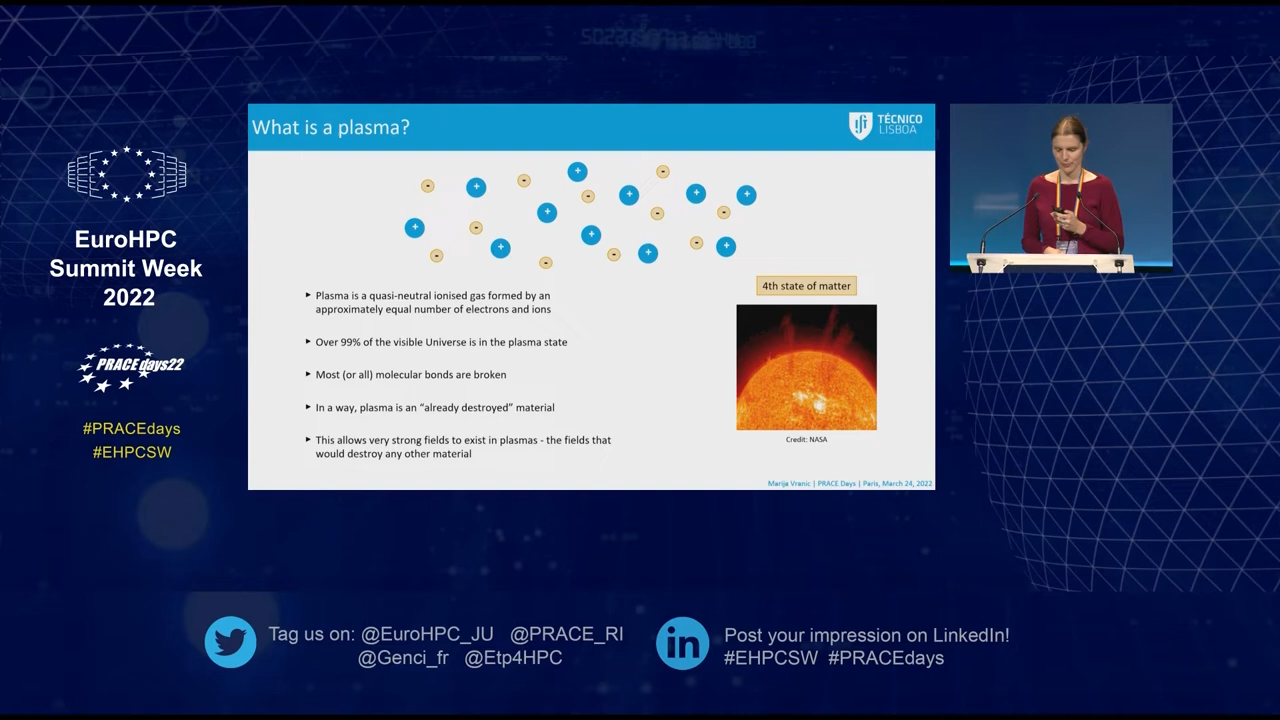 What is a plasma?
TÉCNICO
LISBOA
EuroHPC
Summit Week
2022
PRACEdays22
#PRACEdays
#EHPCSW
4th state of matter
Plasma is a quasi-neutral ionised gas formed by an
approximately equal number of electrons and ions
Over 99% of the visible Universe is in the plasma state
Most (or all) molecular bonds are broken
In a way, plasma is an “already destroyed” material
This allows very strong fields to exist in plasmas - the fields that
would destroy any other material
Credit: NASA
Marija Vranic | PRACE Days | Paris, March 24, 2022
Tag us on: @EuroHPC_JU @PRACE_RI
@Genci_fr @Etp4HPC
in
Post your impression on LinkedIn!
#EHPCSW #PRACEdays